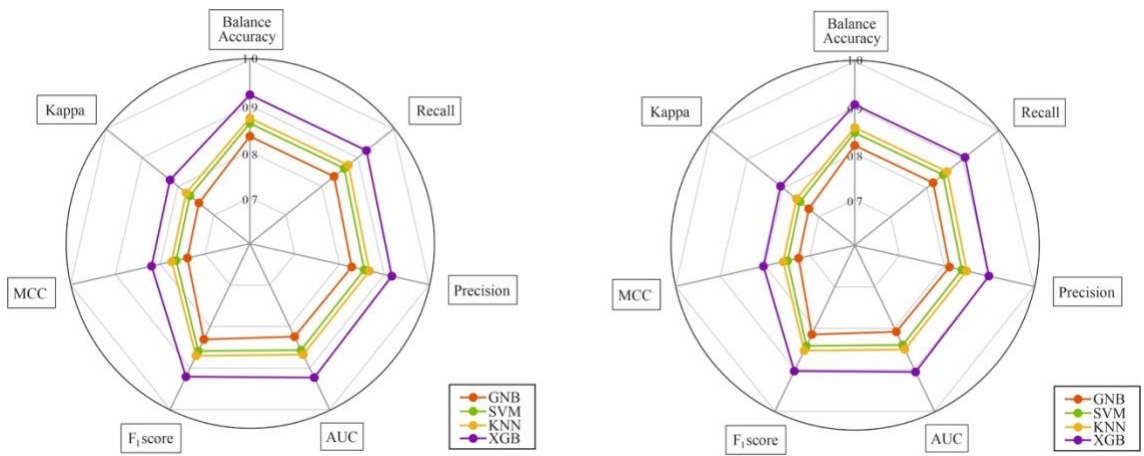 Balance
Accuracy
1.0
Kappa
0.9
Recall
0.8
0.7
MCC
Precision
F1 score
AUC
GNB
SVM
KNN
XGB
Balance
Accuracy
1.0
Kappa
0.9
Recall
0.8
0.7
MCC
Precision
F1 score
AUC
GNB
SVM
KNN
XGB